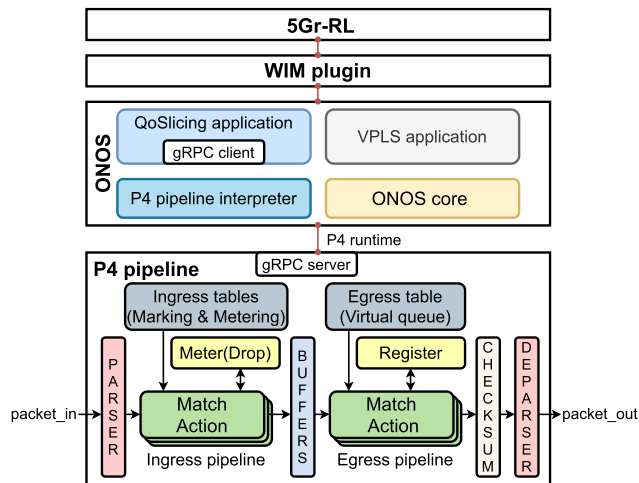 5Gr-RL
WIM plugin
ONOS
QoSlicing application
gRPC client
VPLS application
P4 pipeline interpreter
ONOS core
P4 runtime
gRPC server
P4 pipeline
Ingress tables
(Marking & Metering)
Egress table
(Virtual queue)
Meter(Drop)
Register
packet_in
PARSER
Match
Action
BUFFERS
Match
Action
CHECKSUM
DEPARSER
packet_out
Ingress pipeline
Egress pipeline